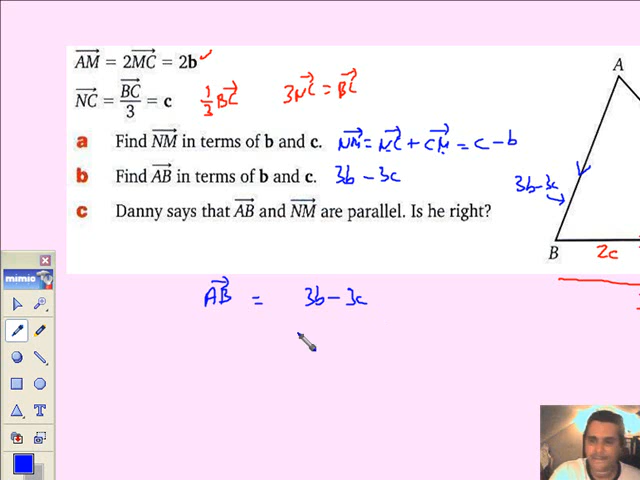 AM = 2MC = 2b ✓
NC = BC/3 = c 1/3 BC 3NC = BC
a Find NM in terms of b and c. NM = NC + CM = c - b
b Find AB in terms of b and c. 3b - 3c
c Danny says that AB and NM are parallel. Is he right?
A
3b-3c
B
2c
mimio
T
AB = 3b - 3c